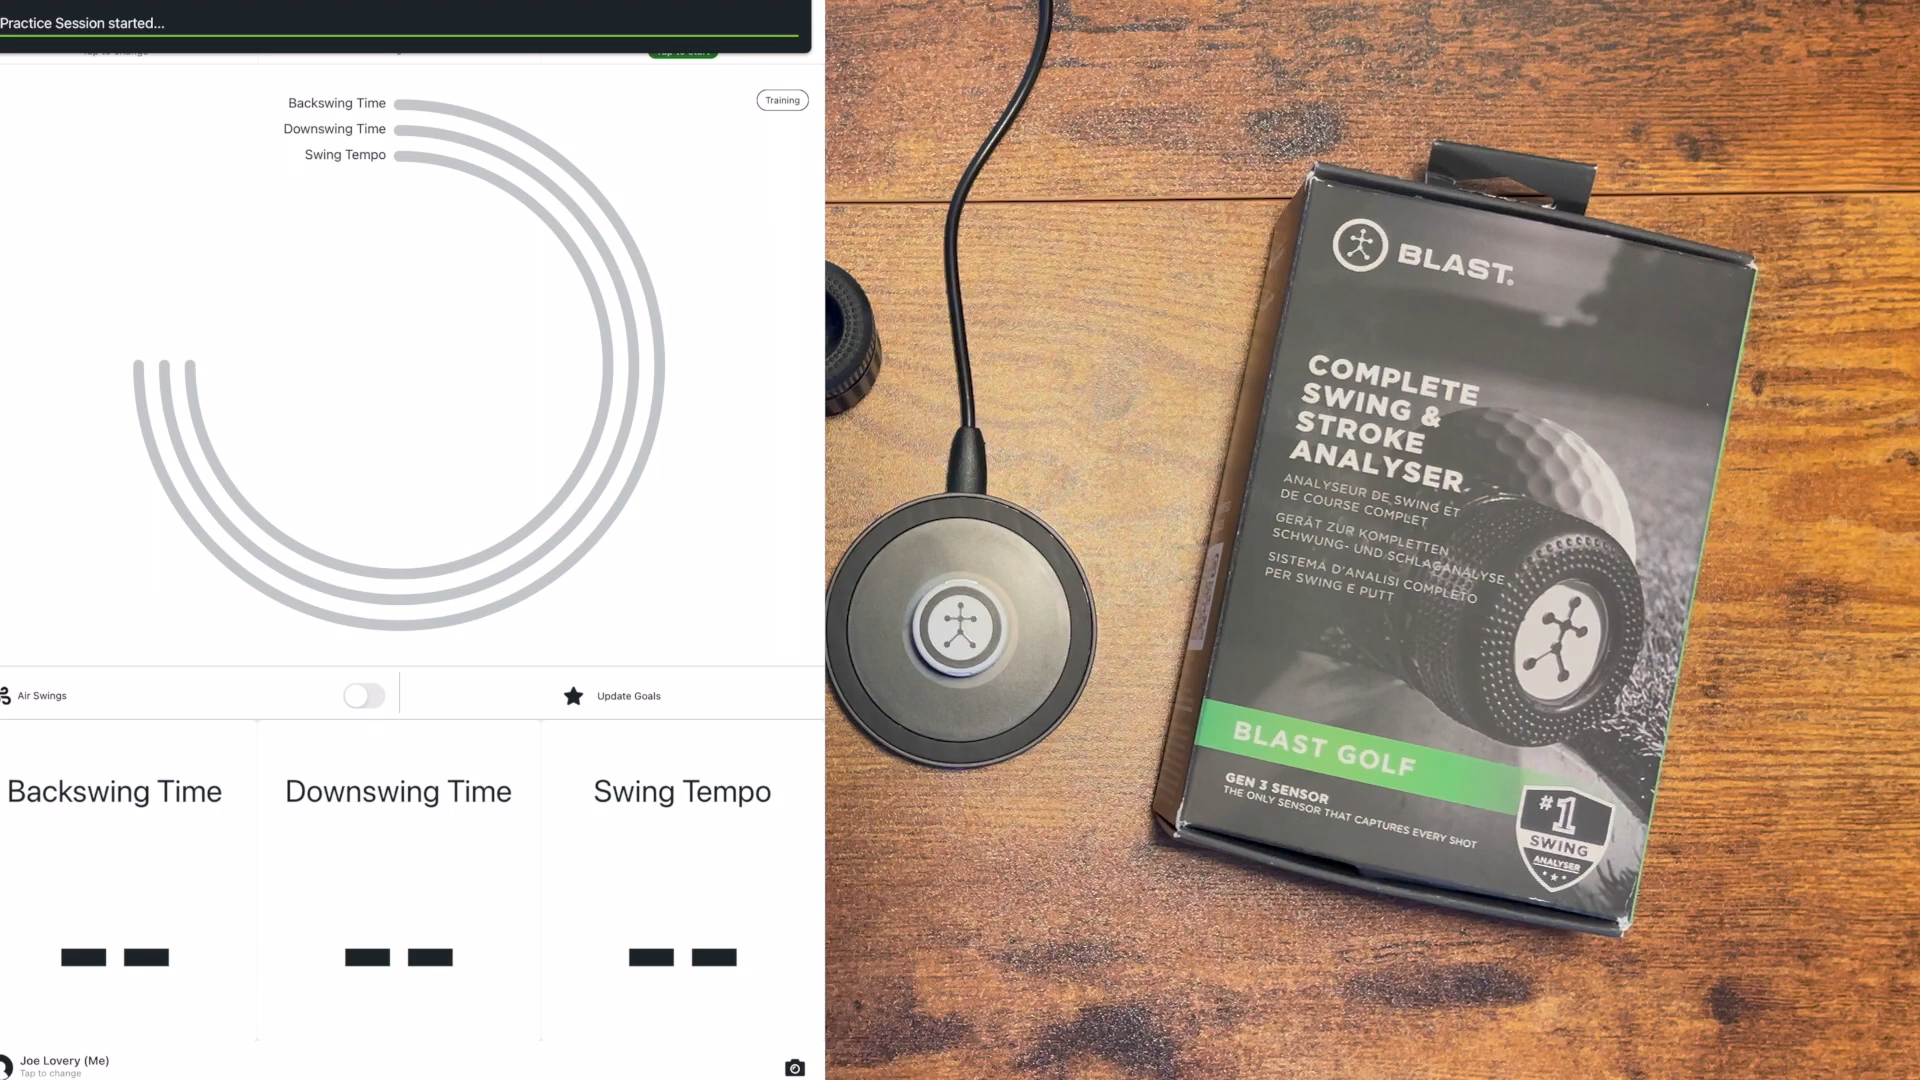 Practice Session started...
Backswing Time
Downswing Time
Swing Tempo
Training
Air Swings
Update Goals
Backswing Time
Downswing Time
Swing Tempo
-- -- --
Joe Lovery (Me)
Tap to change
BLAST.
COMPLETE
SWING &
STROKE
ANALYSER
ANALYSEUR DE SWING ET
DE COURSE COMPLET
GERÄT ZUR KOMPLETTEN
SCHWUNG- UND SCHLAGANALYSE
SISTEMA D'ANALISI COMPLETO
PER SWING E PUTT
BLAST GOLF
GEN 3 SENSOR
THE ONLY SENSOR THAT CAPTURES EVERY SHOT
#1
SWING
ANALYSER